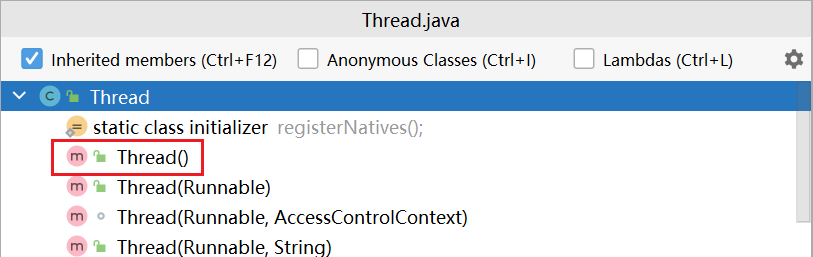 Thread.java
Inherited members (Ctrl+F12) Anonymous Classes (Ctrl+I) Lambdas (Ctrl+L)
C Thread
static class initializer registerNatives();
m Thread()
m Thread(Runnable)
m Thread(Runnable, AccessControlContext)
m Thread(Runnable, String)